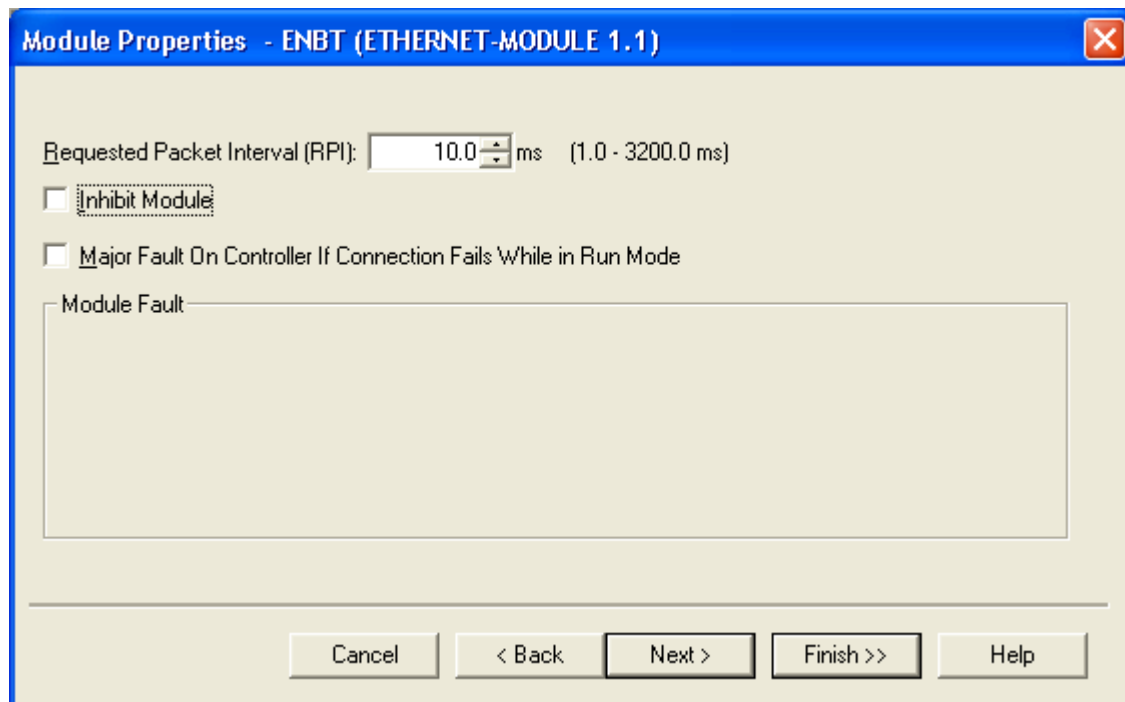 Module Properties - ENBT (ETHERNET-MODULE 1.1)
Requested Packet Interval (RPI): 10.0 ms (1.0 - 3200.0 ms)
Inhibit Module
Major Fault On Controller If Connection Fails While in Run Mode
Module Fault
Cancel < Back Next > Finish >> Help